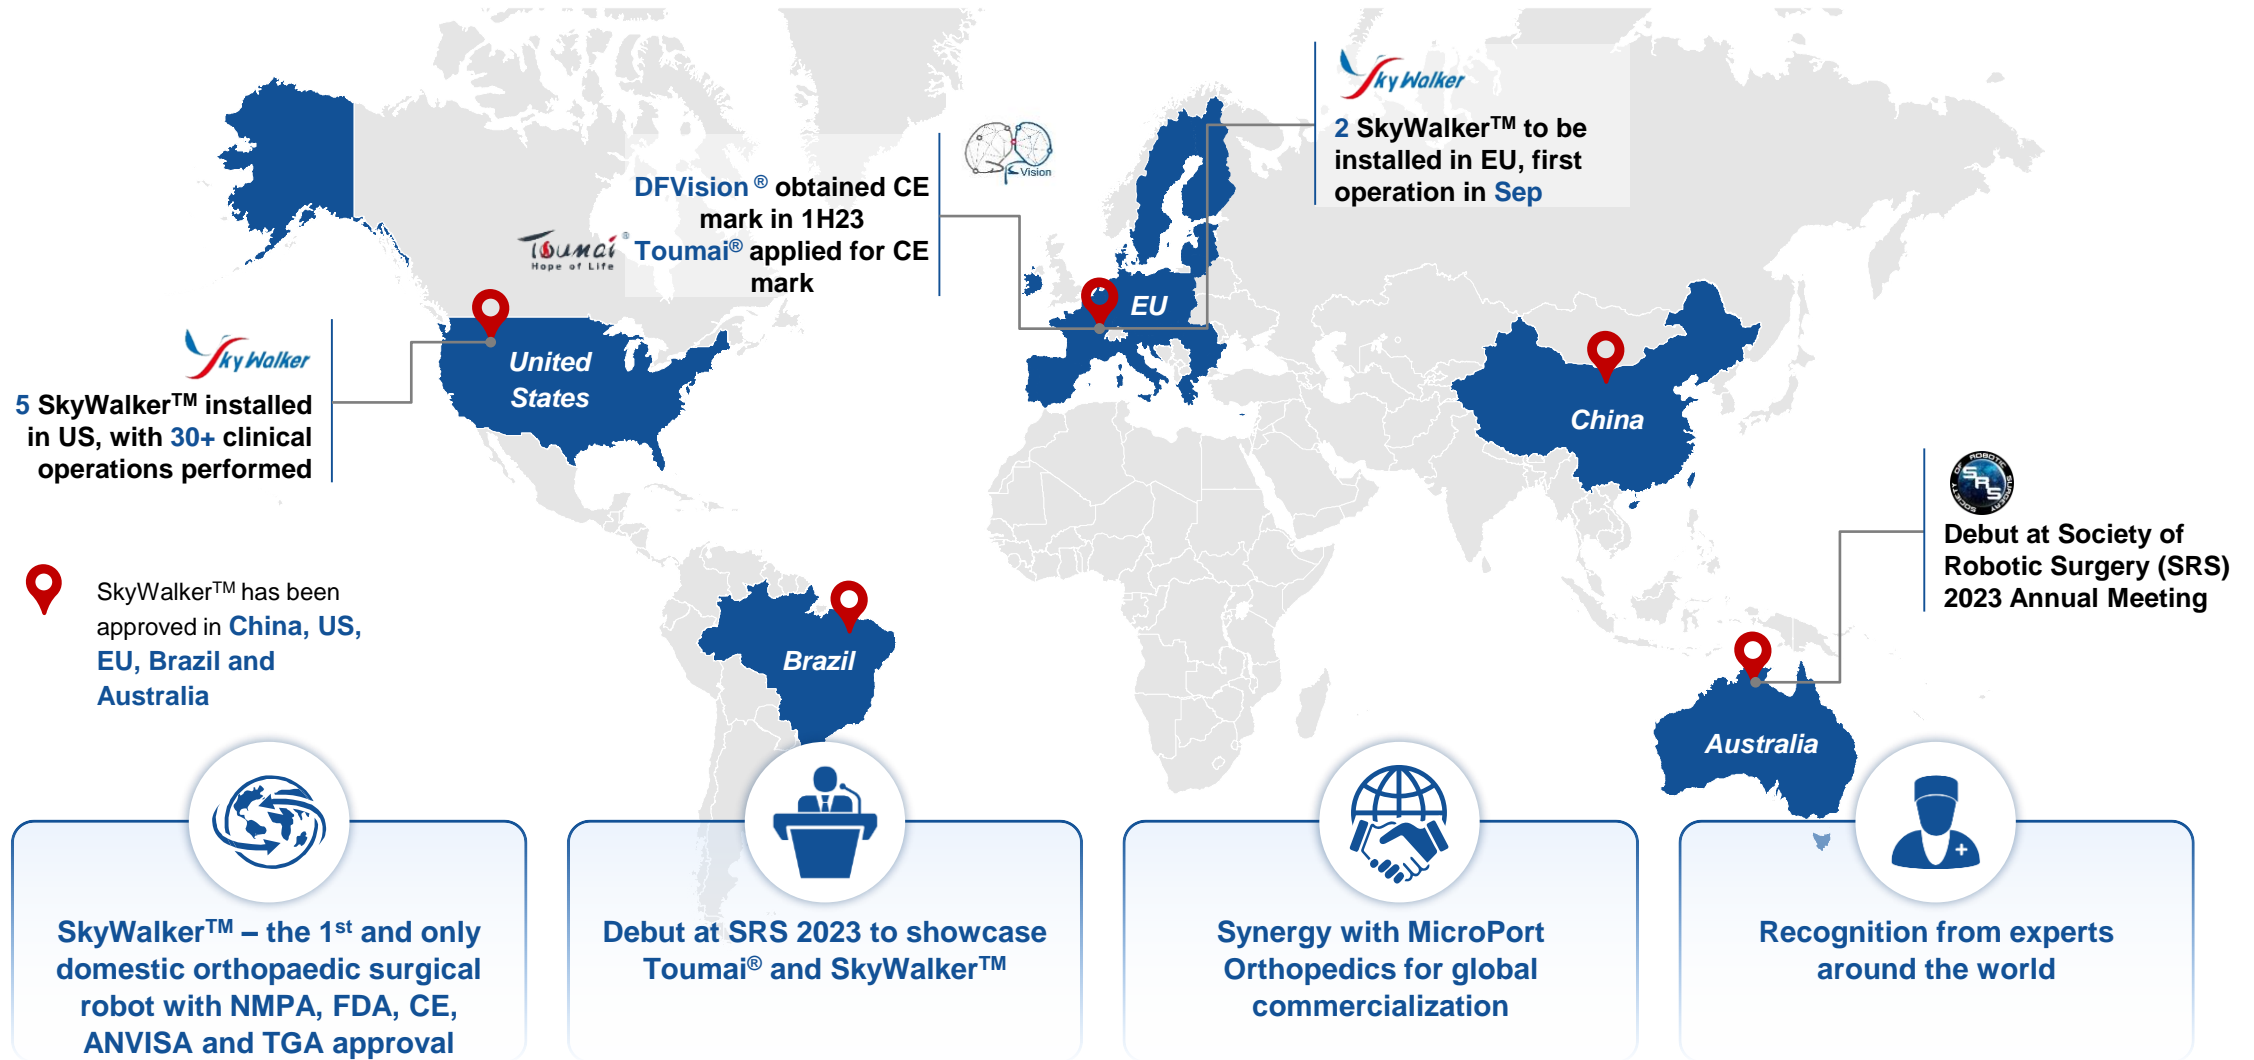 Sky Walker
2 SkyWalker™ to be
installed in EU, first
operation in Sep
Vision
DFVision® obtained CE
mark in 1H23
Toumai® applied for CE
mark
Toumai®
Hope of Life
EU
Sky Walker
5 SkyWalker™ installed
in US, with 30+ clinical
operations performed
United
States
China
SOCIETY OF ROBOTIC SURGERY
SRS
Debut at Society of
Robotic Surgery (SRS)
2023 Annual Meeting
SkyWalker™ has been
approved in China, US,
EU, Brazil and
Australia
Brazil
Australia
SkyWalker™ – the 1st and only
domestic orthopaedic surgical
robot with NMPA, FDA, CE,
ANVISA and TGA approval
Debut at SRS 2023 to showcase
Toumai® and SkyWalker™
Synergy with MicroPort
Orthopedics for global
commercialization
Recognition from experts
around the world